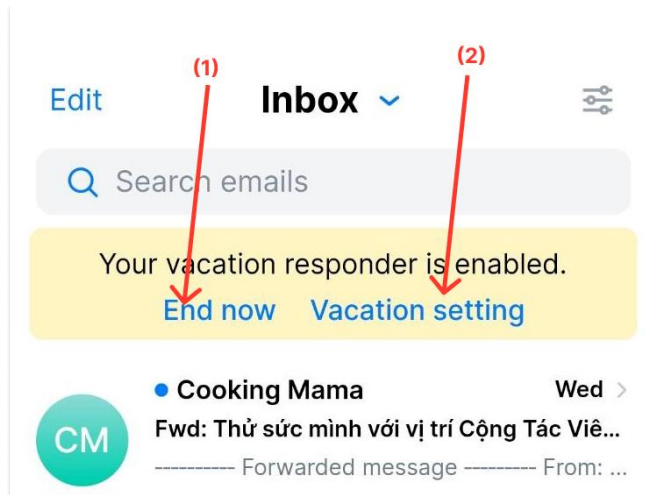 (1)
(2)
Edit
Inbox
Search emails
Your vacation responder is enabled.
End now Vacation setting
Cooking Mama Wed
CM
Fwd: Thử sức mình với vị trí Cộng Tác Viê...
---------- Forwarded message --------- From: ...